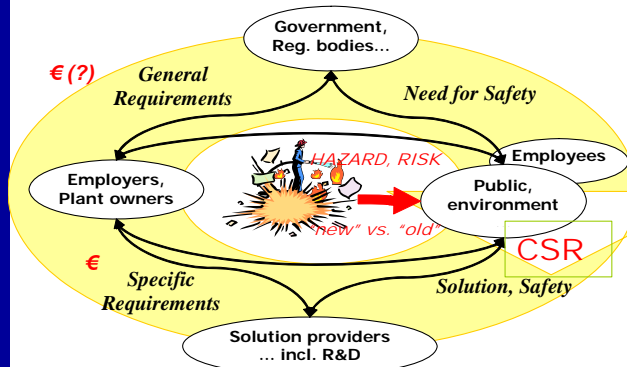 Government,
Reg. bodies...
€ (?)
General
Requirements
Need for Safety
HAZARD, RISK
Employees
Employers,
Plant owners
Public,
environment
"new" vs. "old"
CSR
€
Specific
Requirements
Solution, Safety
Solution providers
... incl. R&D